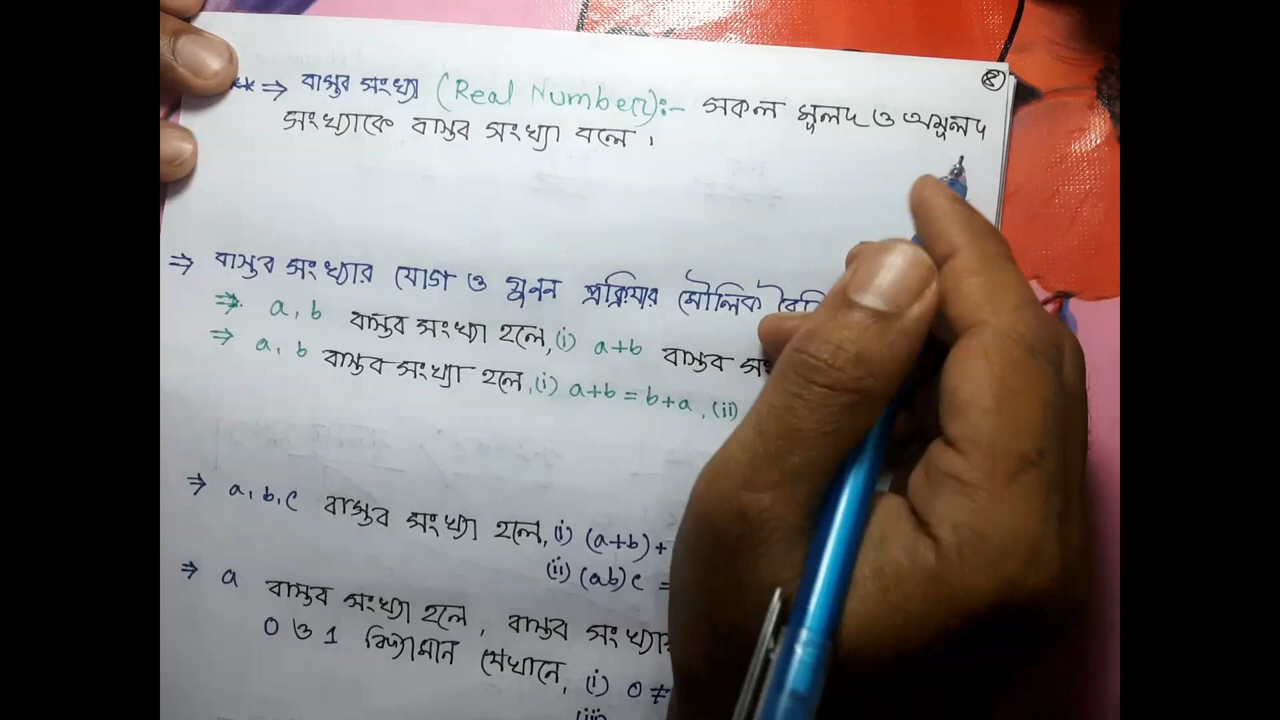 ৪
** ⇒ বাস্তব সংখ্যা (Real Number):- সকল মূলদ ও অমূলদ
সংখ্যাকে বাস্তব সংখ্যা বলে।
⇒ বাস্তব সংখ্যার যোগ ও গুনন প্রক্রিয়ার মৌলিক
⇒ a, b বাস্তব সংখ্যা হলে, (i) a+b বাস্তব
⇒ a, b বাস্তব সংখ্যা হলে, (i) a+b = b+a, (ii)
⇒ a, b, c বাস্তব সংখ্যা হলে, (i) (a+b) +
(ii) (ab) c =
⇒ a বাস্তব সংখ্যা হলে, বাস্তব সংখ্যার
0 ও 1 বিদ্যমান যেখানে, (i) 0 ≠